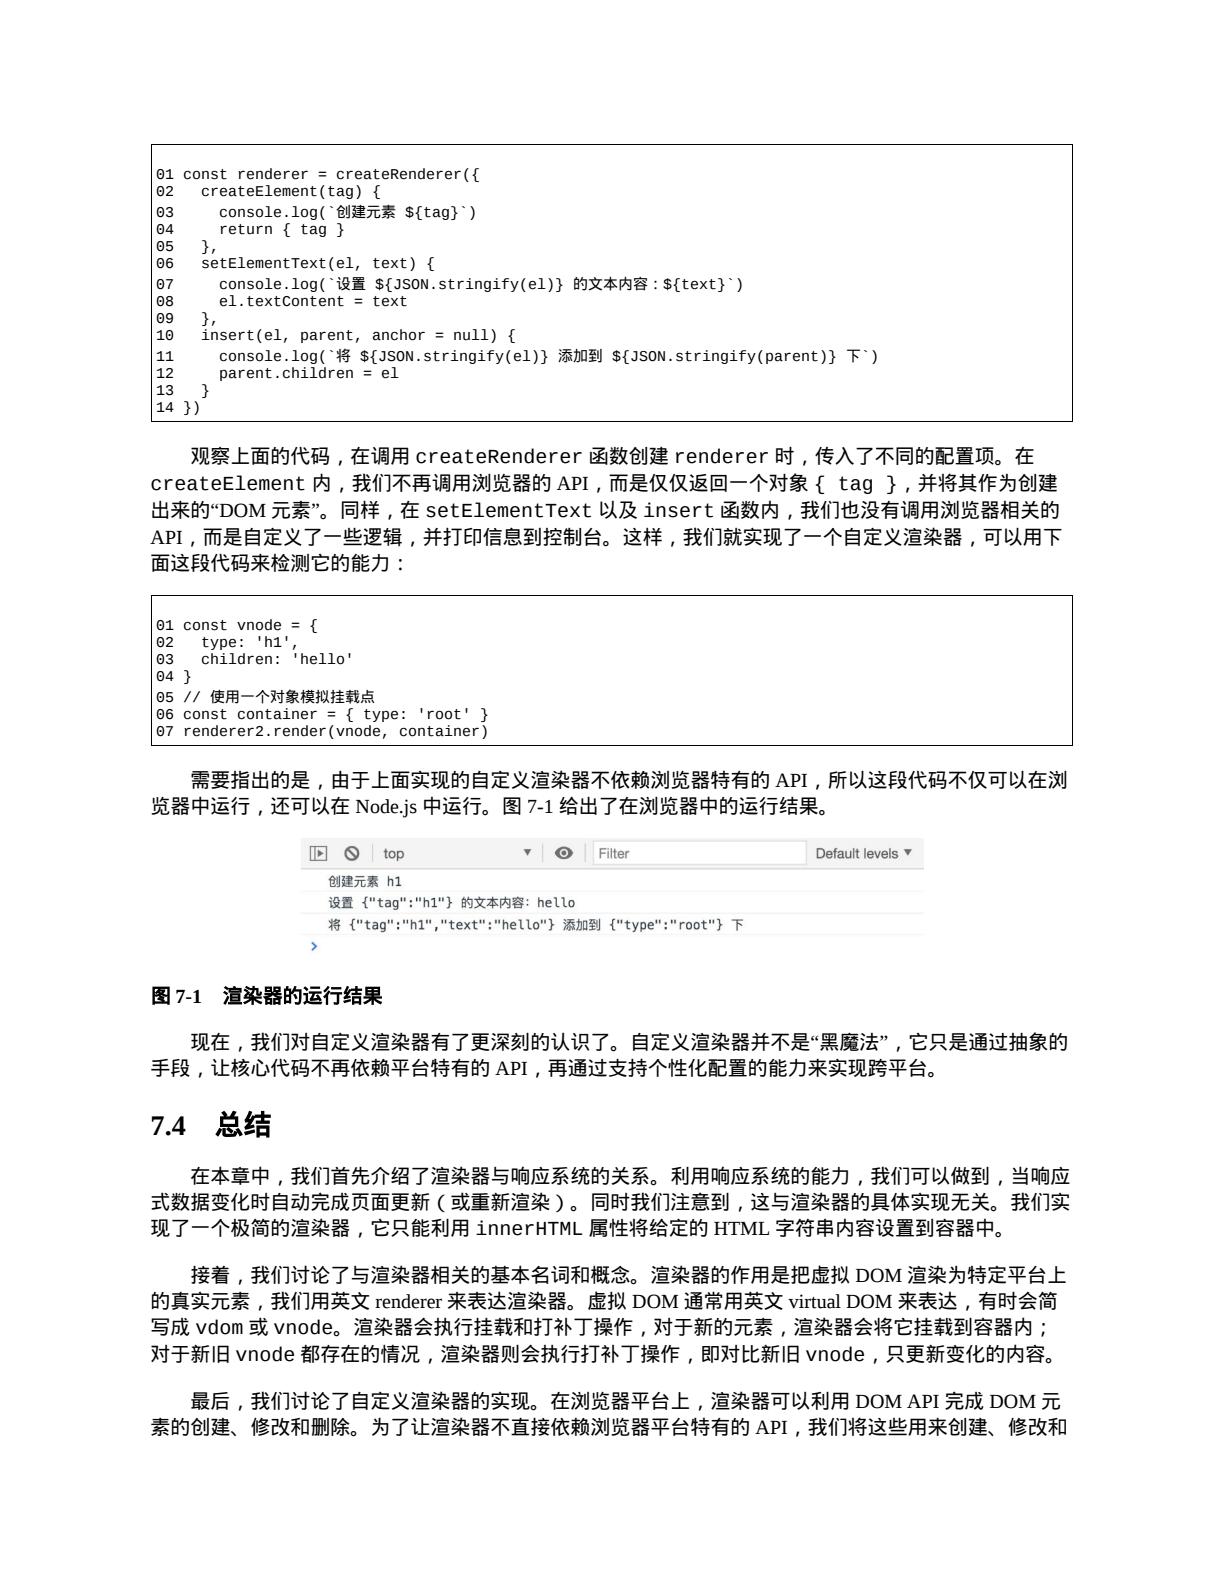 01 const renderer = createRenderer({
02   createElement(tag) {
03     console.log(`创建元素 ${tag}`)
04     return { tag }
05   },
06   setElementText(el, text) {
07     console.log(`设置 ${JSON.stringify(el)} 的文本内容：${text}`)
08     el.textContent = text
09   },
10   insert(el, parent, anchor = null) {
11     console.log(`将 ${JSON.stringify(el)} 添加到 ${JSON.stringify(parent)} 下`)
12     parent.children = el
13   }
14 })
观察上面的代码，在调用 createRenderer 函数创建 renderer 时，传入了不同的配置项。在
createElement 内，我们不再调用浏览器的 API，而是仅仅返回一个对象 { tag }，并将其作为创建
出来的“DOM 元素”。同样，在 setElementText 以及 insert 函数内，我们也没有调用浏览器相关的
API，而是自定义了一些逻辑，并打印信息到控制台。这样，我们就实现了一个自定义渲染器，可以用下
面这段代码来检测它的能力：
01 const vnode = {
02   type: 'h1',
03   children: 'hello'
04 }
05 // 使用一个对象模拟挂载点
06 const container = { type: 'root' }
07 renderer2.render(vnode, container)
需要指出的是，由于上面实现的自定义渲染器不依赖浏览器特有的 API，所以这段代码不仅可以在浏
览器中运行，还可以在 Node.js 中运行。图 7-1 给出了在浏览器中的运行结果。
top ▼ Filter Default levels ▼
创建元素 h1
设置 {"tag":"h1"} 的文本内容：hello
将 {"tag":"h1","text":"hello"} 添加到 {"type":"root"} 下
>
图 7-1　渲染器的运行结果
现在，我们对自定义渲染器有了更深刻的认识了。自定义渲染器并不是“黑魔法”，它只是通过抽象的
手段，让核心代码不再依赖平台特有的 API，再通过支持个性化配置的能力来实现跨平台。
7.4　总结
在本章中，我们首先介绍了渲染器与响应系统的关系。利用响应系统的能力，我们可以做到，当响应
式数据变化时自动完成页面更新（或重新渲染）。同时我们注意到，这与渲染器的具体实现无关。我们实
现了一个极简的渲染器，它只能利用 innerHTML 属性将给定的 HTML 字符串内容设置到容器中。
接着，我们讨论了与渲染器相关的基本名词和概念。渲染器的作用是把虚拟 DOM 渲染为特定平台上
的真实元素，我们用英文 renderer 来表达渲染器。虚拟 DOM 通常用英文 virtual DOM 来表达，有时会简
写成 vdom 或 vnode。渲染器会执行挂载和打补丁操作，对于新的元素，渲染器会将它挂载到容器内；
对于新旧 vnode 都存在的情况，渲染器则会执行打补丁操作，即对比新旧 vnode，只更新变化的内容。
最后，我们讨论了自定义渲染器的实现。在浏览器平台上，渲染器可以利用 DOM API 完成 DOM 元
素的创建、修改和删除。为了让渲染器不直接依赖浏览器平台特有的 API，我们将这些用来创建、修改和